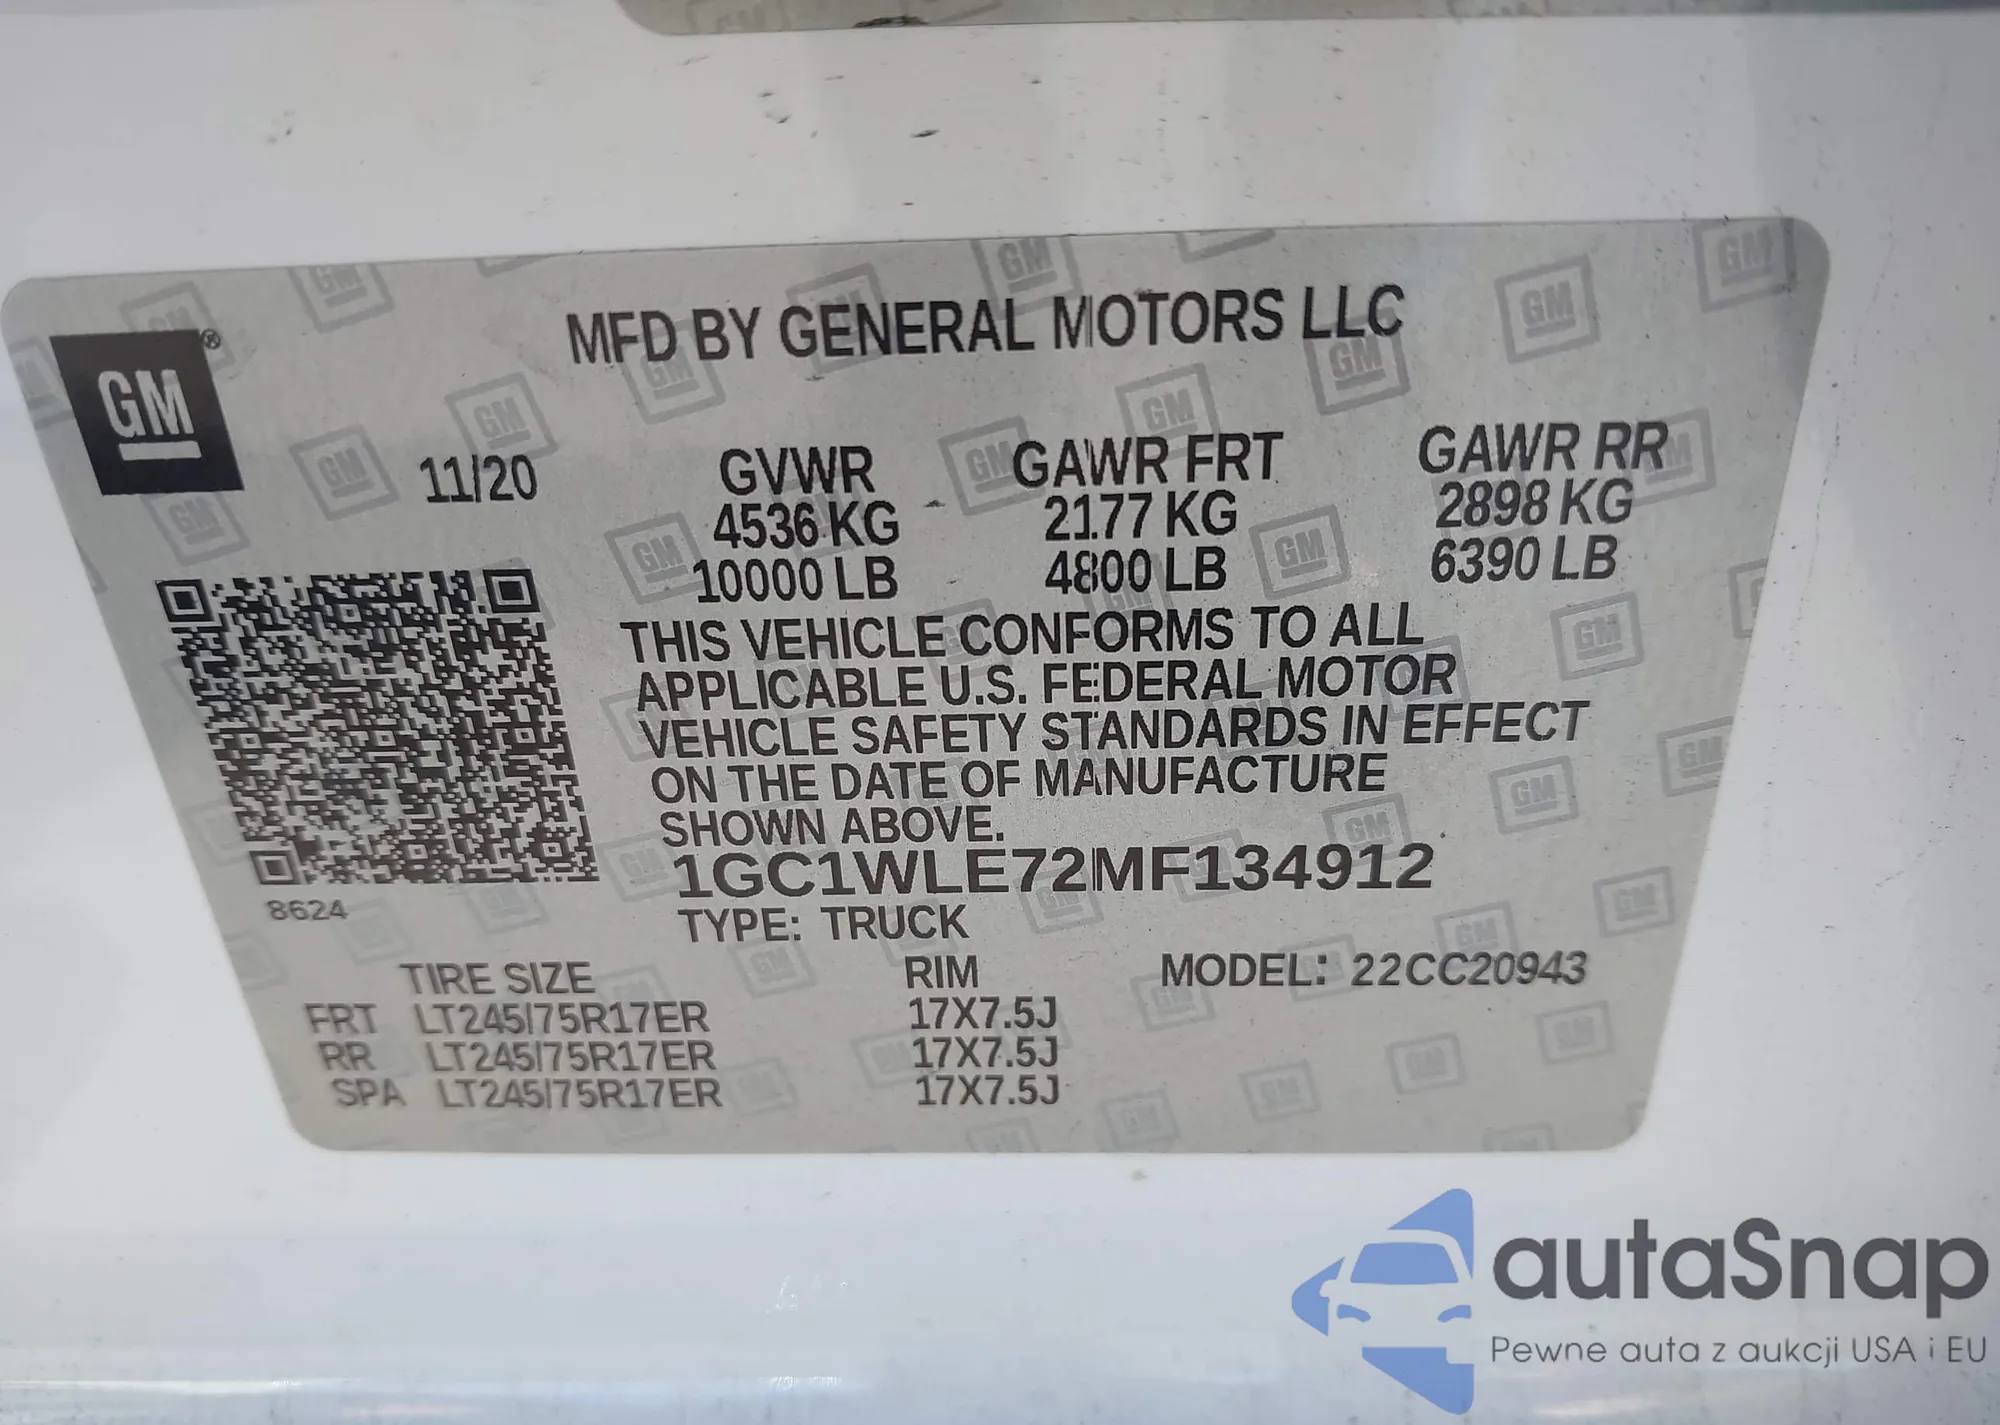 MFD BY GENERAL MOTORS LLC
GM®
11/20 GVWR GAWR FRT GAWR RR
4536 KG 2177 KG 2898 KG
10000 LB 4800 LB 6390 LB
THIS VEHICLE CONFORMS TO ALL
APPLICABLE U.S. FEDERAL MOTOR
VEHICLE SAFETY STANDARDS IN EFFECT
ON THE DATE OF MANUFACTURE
SHOWN ABOVE.
1GC1WLE72MF134912
8624
TYPE: TRUCK
TIRE SIZE RIM MODEL: 22CC20943
FRT LT245/75R17ER 17X7.5J
RR LT245/75R17ER 17X7.5J
SPA LT245/75R17ER 17X7.5J
autaSnap
Pewne auta z aukcji USA i EU